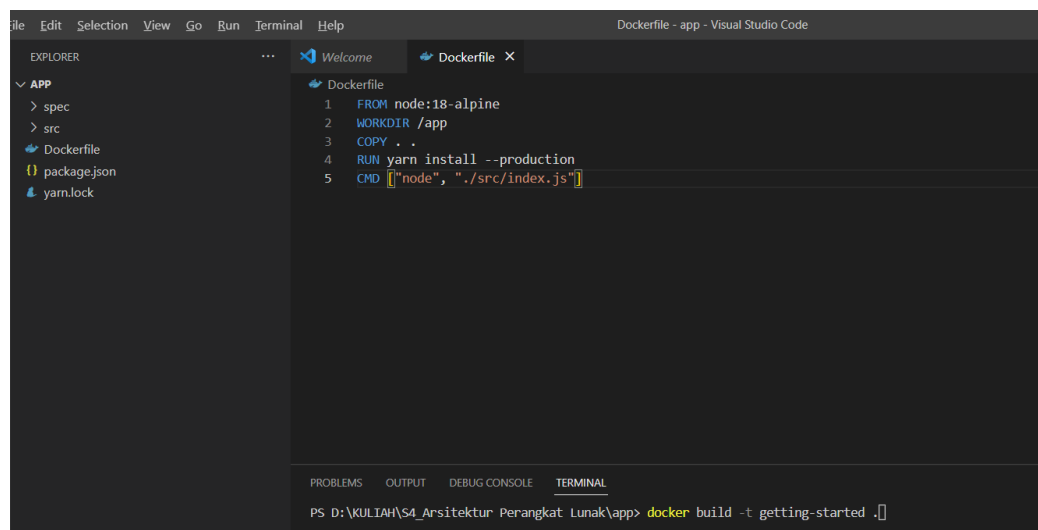 File Edit Selection View Go Run Terminal Help Dockerfile - app - Visual Studio Code
EXPLORER ...
Welcome Dockerfile
APP
spec
src
Dockerfile
{} package.json
yarn.lock
Dockerfile
1 FROM node:18-alpine
2 WORKDIR /app
3 COPY . .
4 RUN yarn install --production
5 CMD ["node", "./src/index.js"]
PROBLEMS OUTPUT DEBUG CONSOLE TERMINAL
PS D:\KULIAH\S4_Arsitektur Perangkat Lunak\app> docker build -t getting-started .